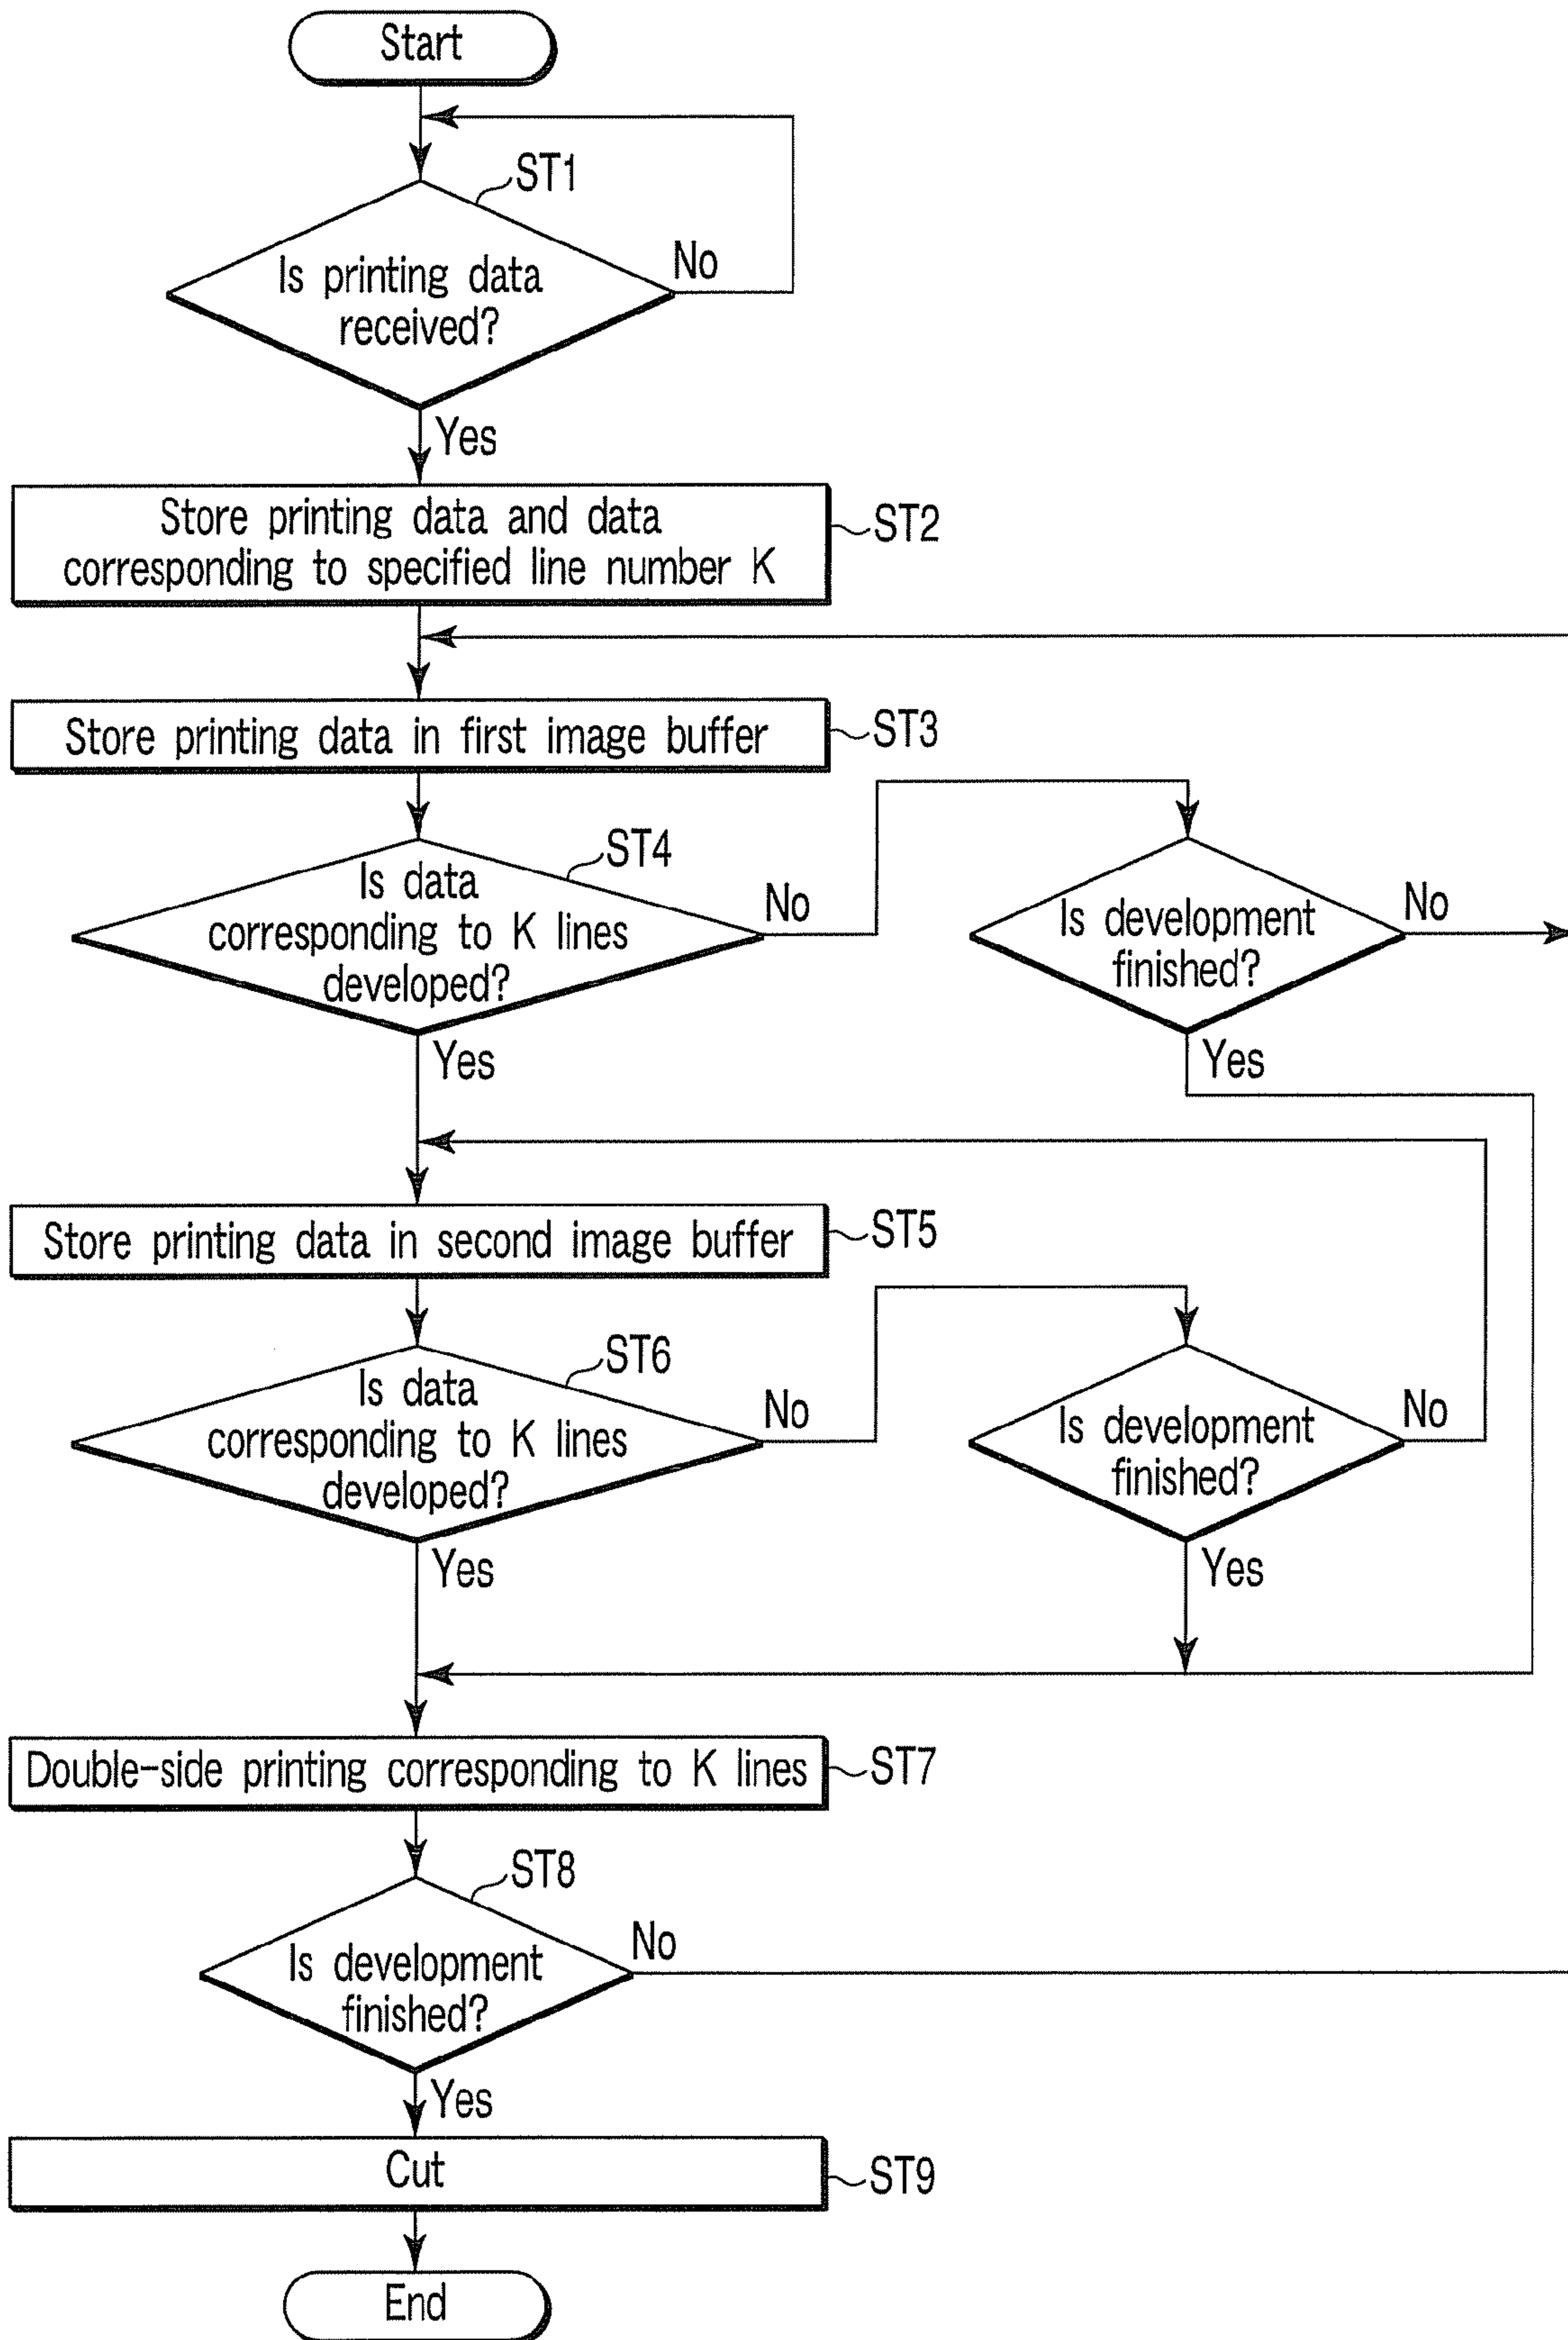 Start
ST1
Is printing data
received?
No
Yes
Store printing data and data
corresponding to specified line number K
ST2
Store printing data in first image buffer
ST3
ST4
Is data
corresponding to K lines
developed?
No
Yes
Is development
finished?
No
Yes
Store printing data in second image buffer
ST5
ST6
Is data
corresponding to K lines
developed?
No
Yes
Is development
finished?
No
Yes
Double-side printing corresponding to K lines
ST7
ST8
Is development
finished?
No
Yes
Cut
ST9
End